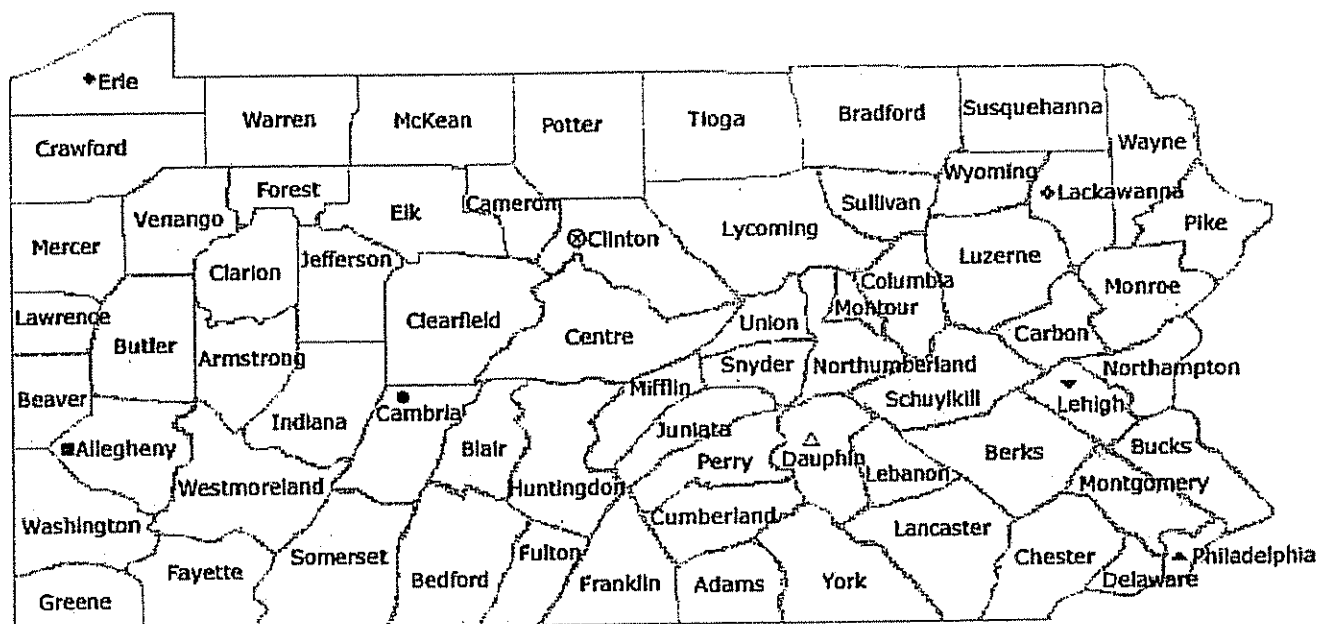 Erie
Warren
McKean
Potter
Tioga
Bradford
Susquehanna
Wayne
Crawford
Forest
Elk
Cameron
Wyoming
Lackawanna
Sullivan
Venango
Mercer
Clarion
Jefferson
Clinton
Lycoming
Luzerne
Pike
Columbia
Monroe
Lawrence
Butler
Clearfield
Centre
Union
Montour
Carbon
Armstrong
Snyder
Northumberland
Northampton
Beaver
Indiana
Cambria
Mifflin
Schuylkill
Lehigh
Allegheny
Blair
Juniata
Perry
Dauphin
Lebanon
Berks
Bucks
Westmoreland
Huntingdon
Montgomery
Washington
Cumberland
Lancaster
Somerset
Fulton
Chester
Philadelphia
Fayette
Bedford
Franklin
Adams
York
Delaware
Greene